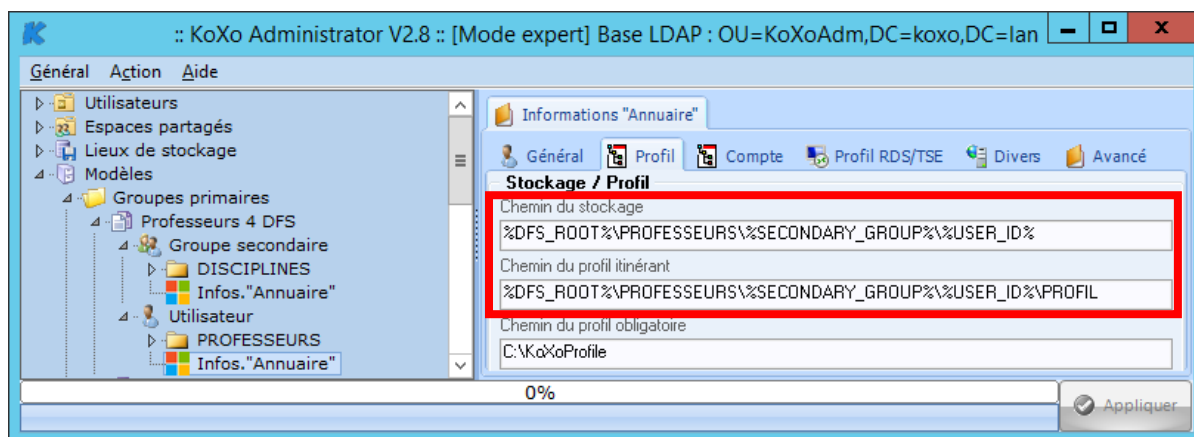 :: KoXo Administrator V2.8 :: [Mode expert] Base LDAP : OU=KoXoAdm,DC=koxo,DC=lan
Général Action Aide
Utilisateurs
Espaces partagés
Lieux de stockage
Modèles
Groupes primaires
Professeurs 4 DFS
Groupe secondaire
DISCIPLINES
Infos."Annuaire"
Utilisateur
PROFESSEURS
Infos."Annuaire"
Informations "Annuaire"
Général Profil Compte Profil RDS/TSE Divers Avancé
Stockage / Profil
Chemin du stockage
%DFS_ROOT%\PROFESSEURS\%SECONDARY_GROUP%\%USER_ID%
Chemin du profil itinérant
%DFS_ROOT%\PROFESSEURS\%SECONDARY_GROUP%\%USER_ID%\PROFIL
Chemin du profil obligatoire
C:\KoXoProfile
0%
Appliquer